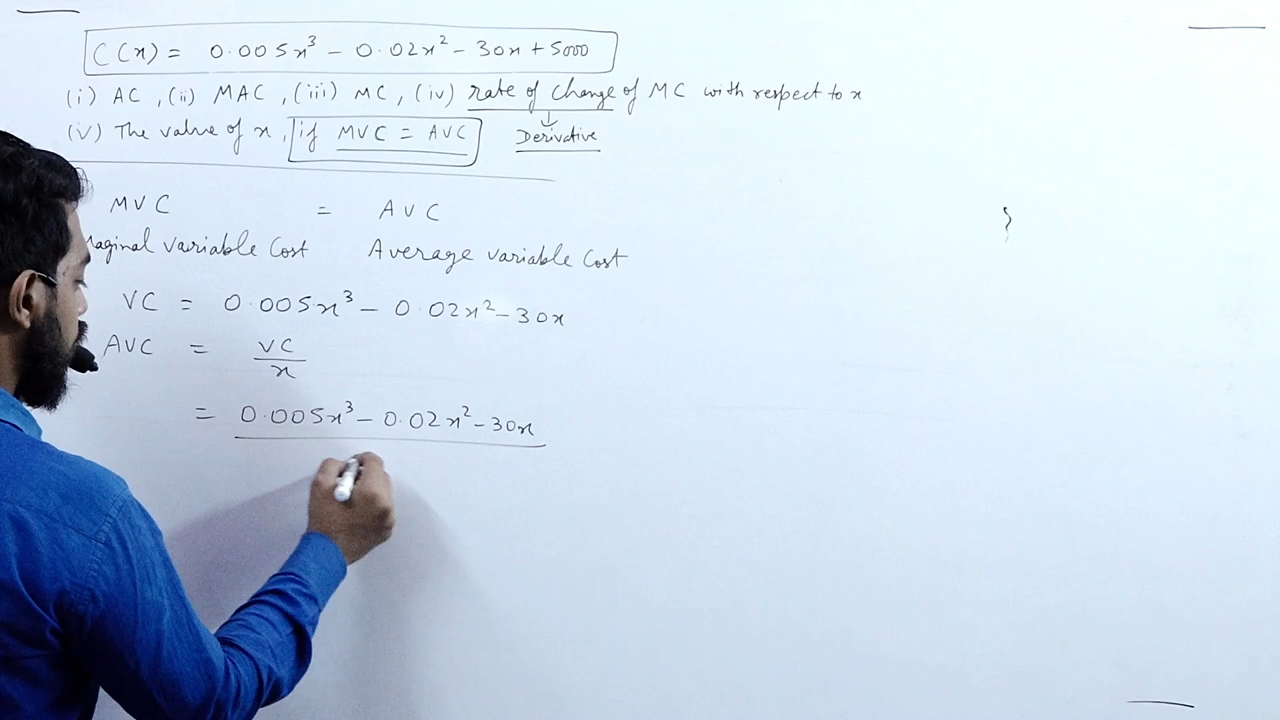 C(x) = 0.005x³ - 0.02x² - 30x + 5000
(i) AC , (ii) MAC , (iii) MC , (iv) rate of change of MC with respect to x
↓
(v) The value of x , if MVC = AVC Derivative
MVC = AVC
aginal variable Cost Average variable Cost
VC = 0.005x³ - 0.02x² - 30x
AVC = VC/x
= 0.005x³ - 0.02x² - 30x